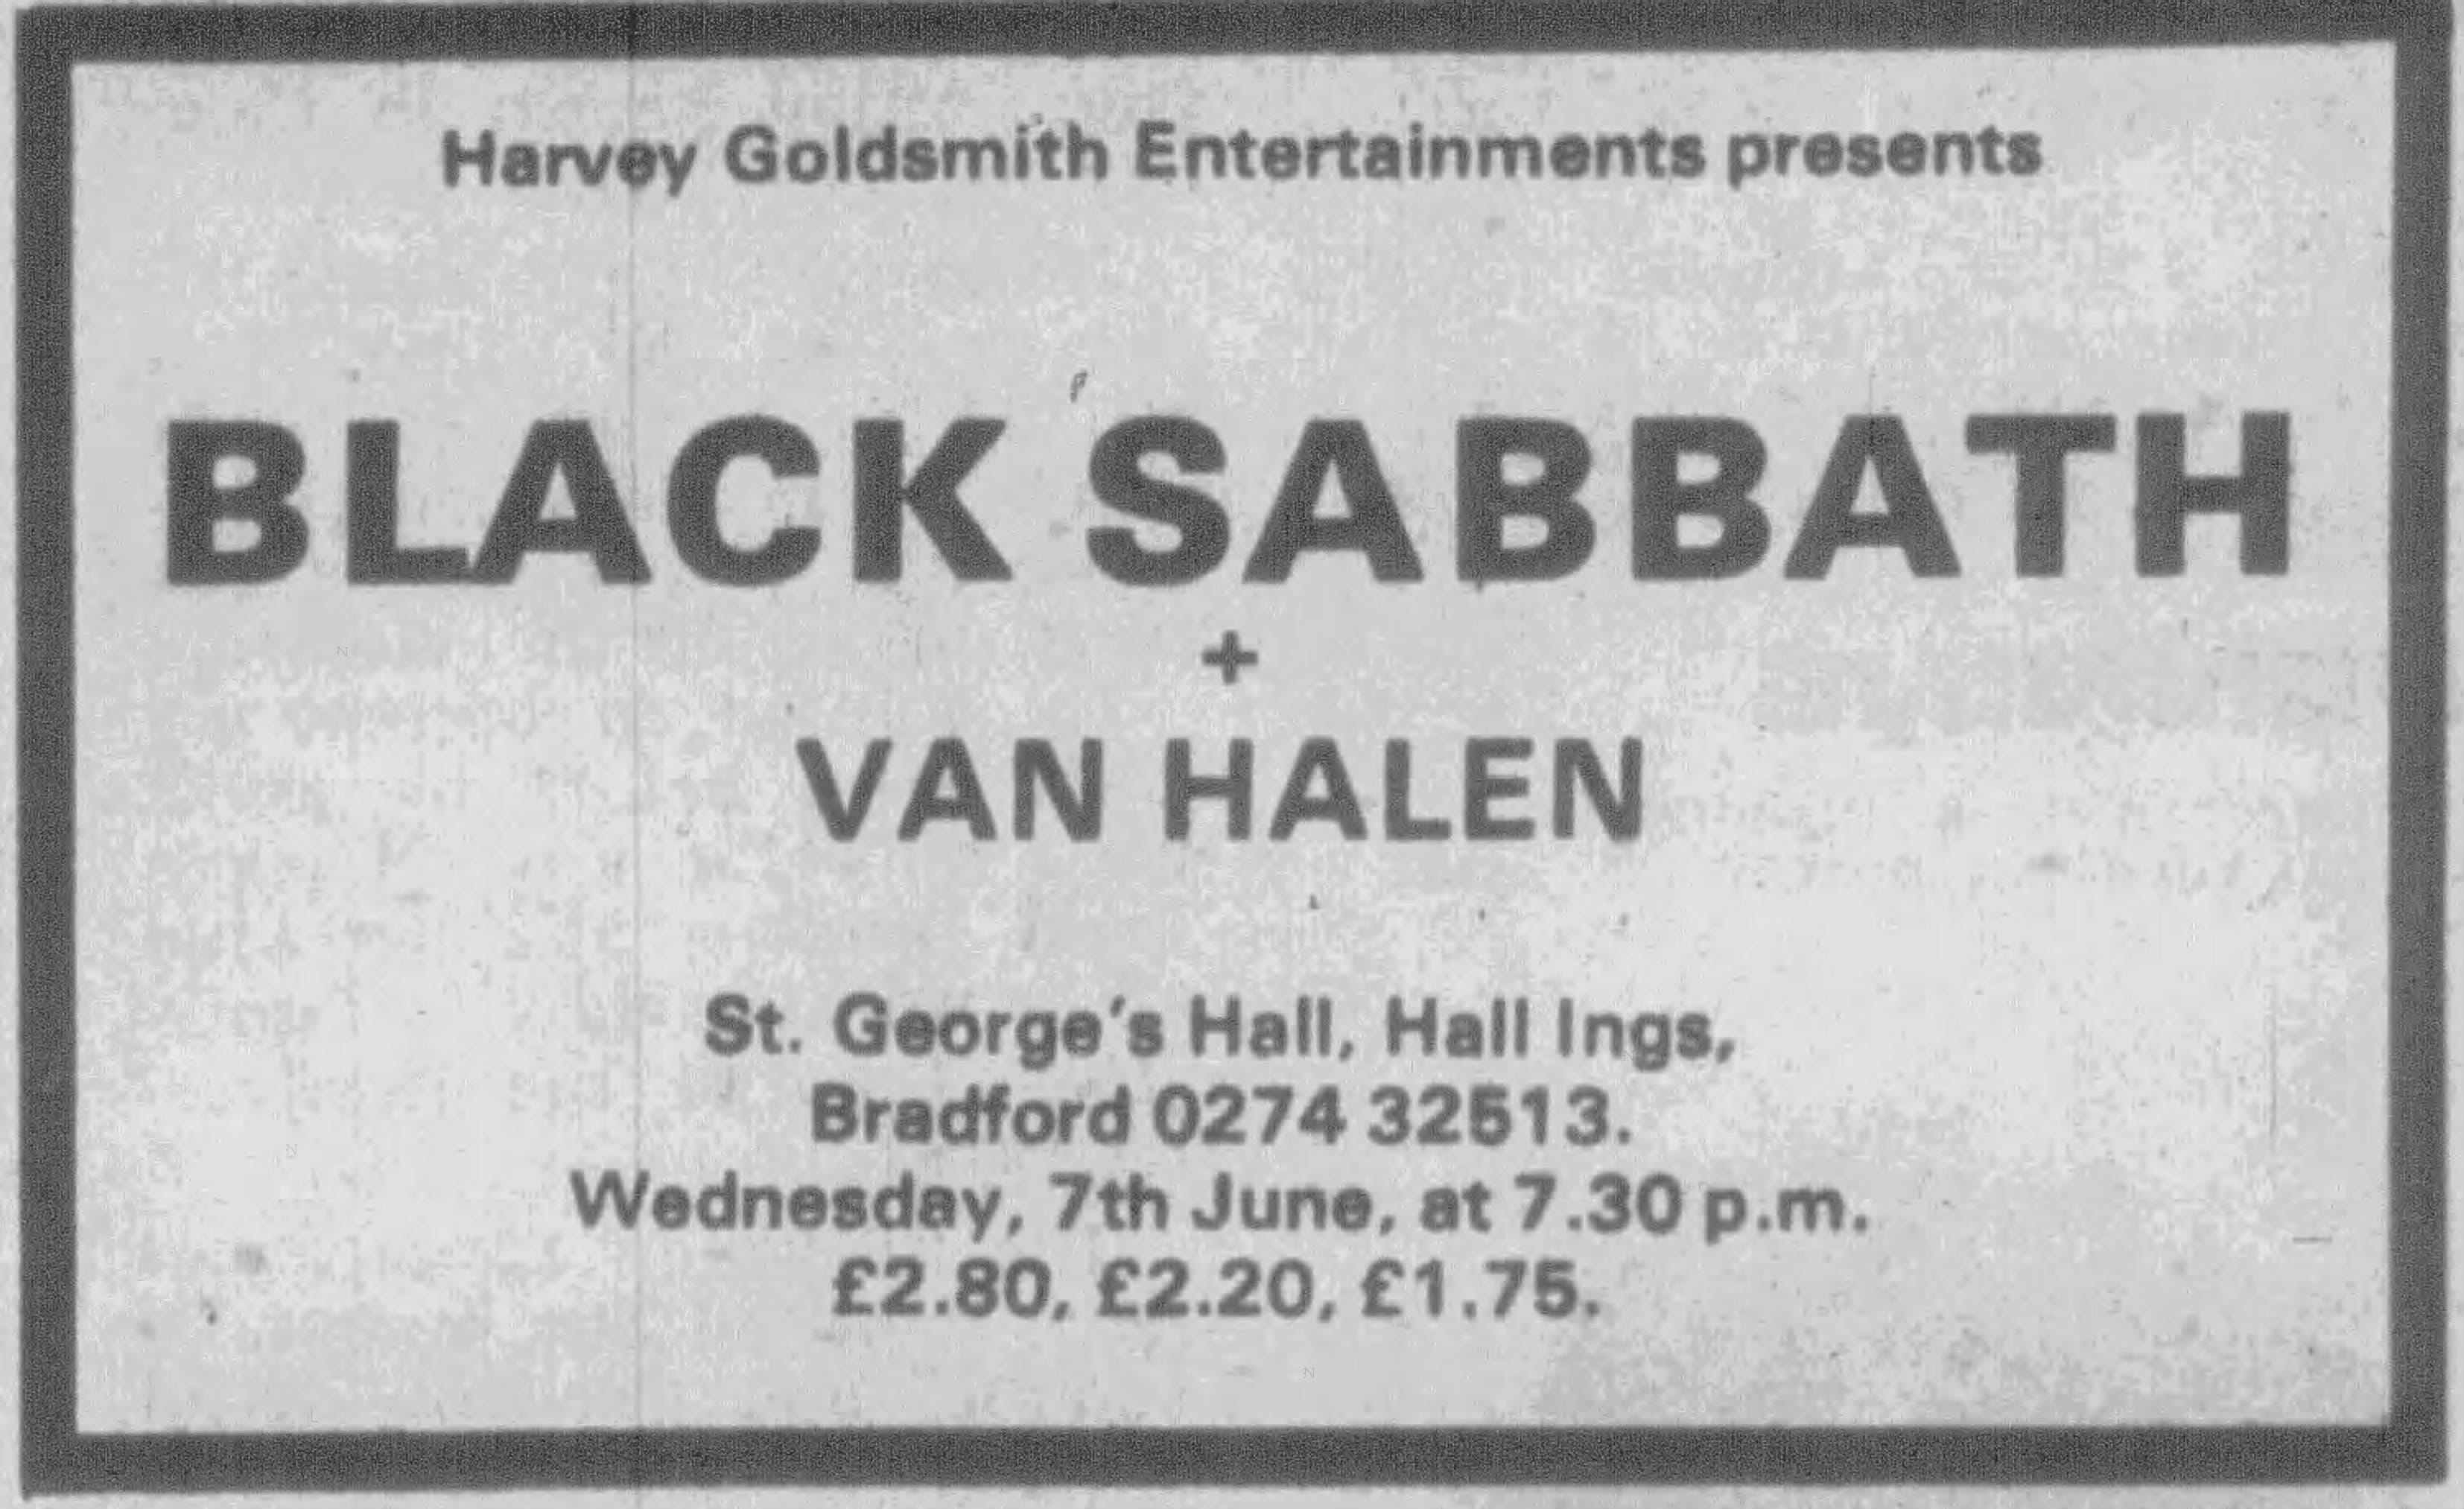 Harvey Goldsmith Entertainments presents
BLACK SABBATH
+
VAN HALEN
St. George's Hall, Hall Ings,
Bradford 0274 32513.
Wednesday, 7th June, at 7.30 p.m.
£2.80, £2.20, £1.75.